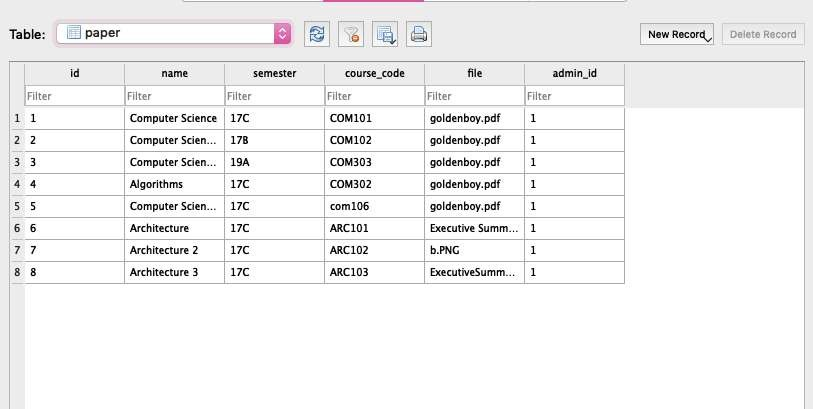 Table: paper New Record Delete Record
id name semester course_code file admin_id
Filter Filter Filter Filter Filter Filter
1 1 Computer Science 17C COM101 goldenboy.pdf 1
2 2 Computer Scien... 17B COM102 goldenboy.pdf 1
3 3 Computer Scien... 19A COM303 goldenboy.pdf 1
4 4 Algorithms 17C COM302 goldenboy.pdf 1
5 5 Computer Scien... 17C com106 goldenboy.pdf 1
6 6 Architecture 17C ARC101 Executive Summ... 1
7 7 Architecture 2 17C ARC102 b.PNG 1
8 8 Architecture 3 17C ARC103 ExecutiveSumm... 1